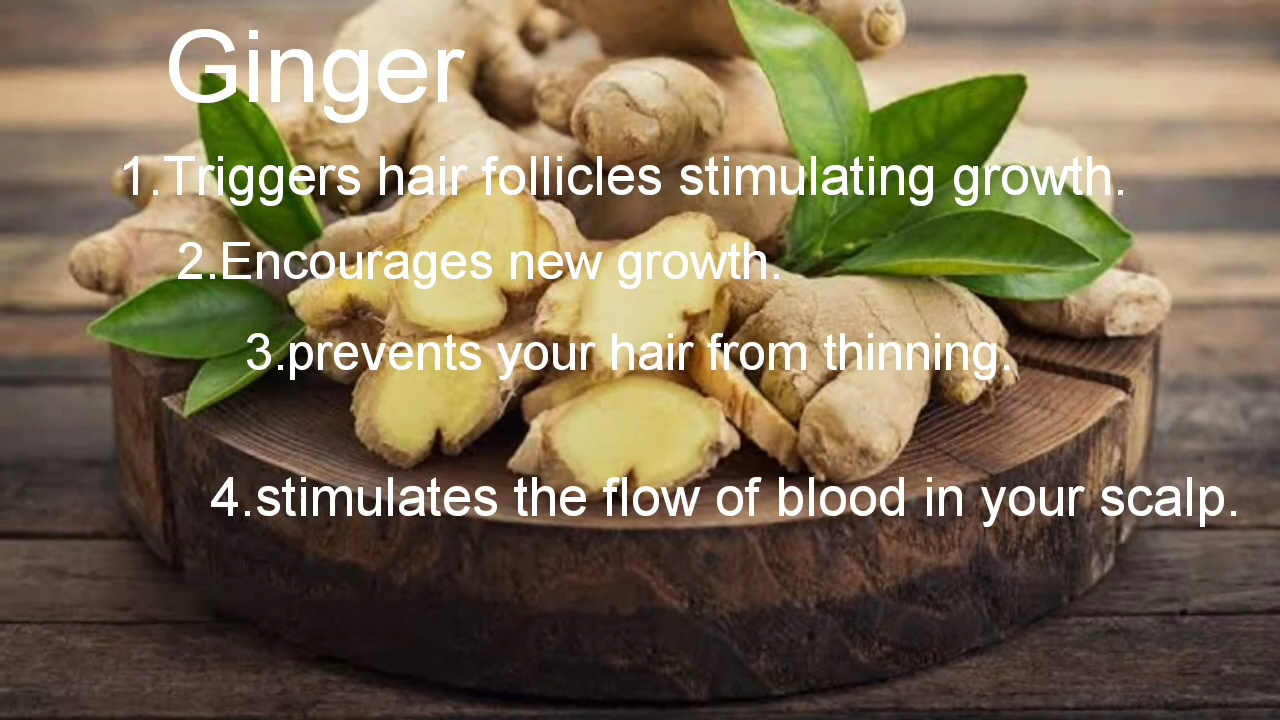 Ginger
1.Triggers hair follicles stimulating growth.
2.Encourages new growth.
3.prevents your hair from thinning.
4.stimulates the flow of blood in your scalp.